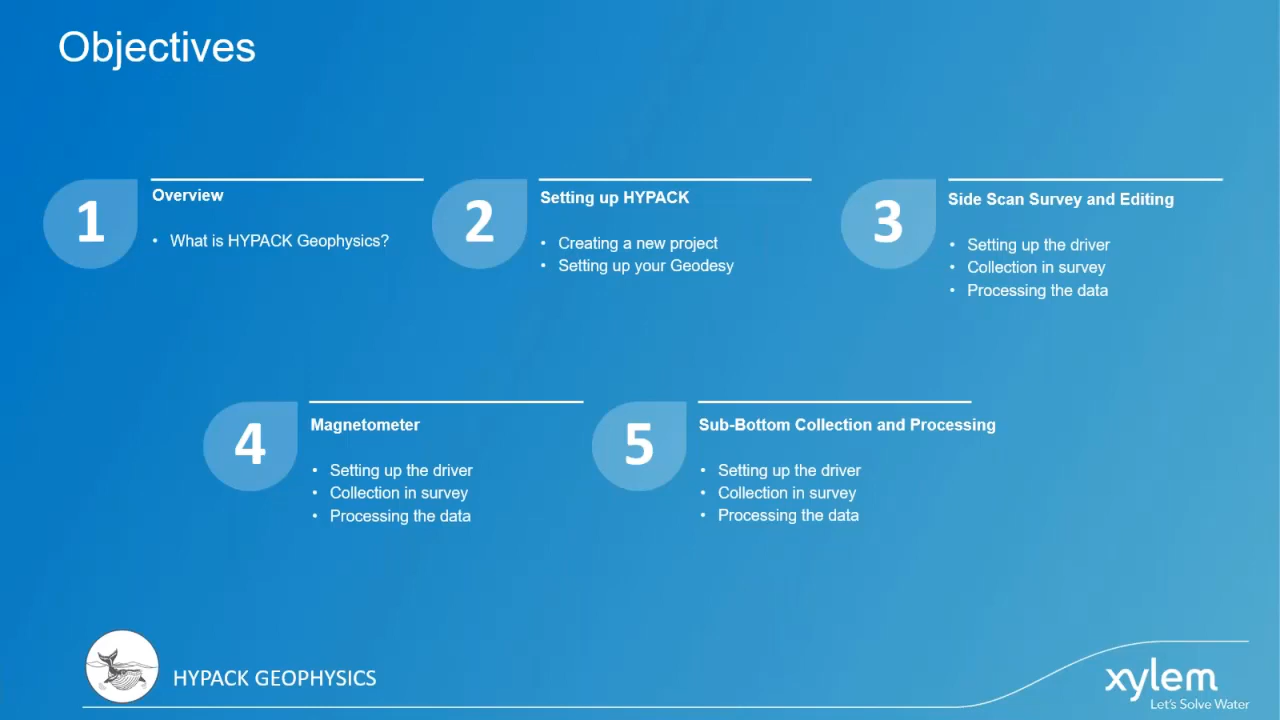 Objectives
1
Overview
• What is HYPACK Geophysics?
2
Setting up HYPACK
• Creating a new project
• Setting up your Geodesy
3
Side Scan Survey and Editing
• Setting up the driver
• Collection in survey
• Processing the data
4
Magnetometer
• Setting up the driver
• Collection in survey
• Processing the data
5
Sub-Bottom Collection and Processing
• Setting up the driver
• Collection in survey
• Processing the data
HYPACK GEOPHYSICS
xylem
Let's Solve Water